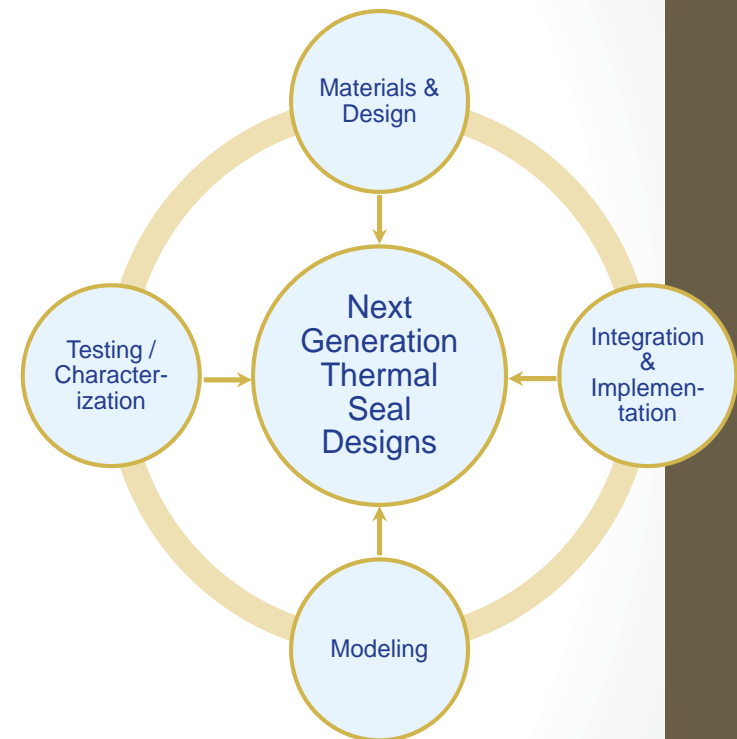 Materials &
Design
Next
Generation
Thermal
Seal
Designs
Testing /
Character-
ization
Integration
&
Implemen-
tation
Modeling